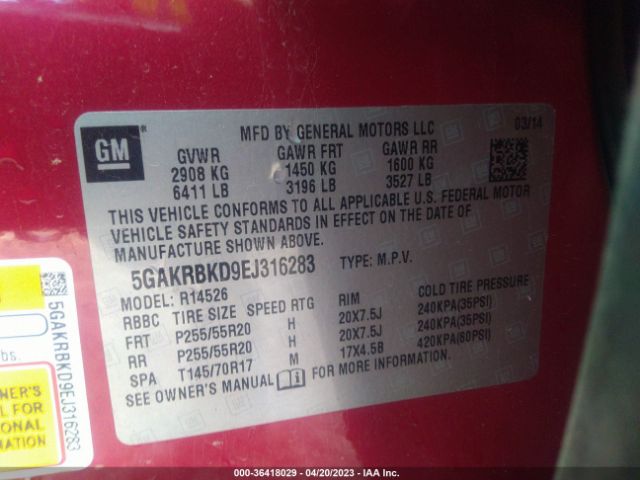 MFD BY GENERAL MOTORS LLC 03/14
GM
GVWR GAWR FRT GAWR RR
2908 KG 1450 KG 1600 KG
6411 LB 3196 LB 3527 LB
THIS VEHICLE CONFORMS TO ALL APPLICABLE U.S. FEDERAL MOTOR
VEHICLE SAFETY STANDARDS IN EFFECT ON THE DATE OF
MANUFACTURE SHOWN ABOVE.
5GAKRBKD9EJ316283 TYPE: M.P.V.
MODEL: R14526
RBBC TIRE SIZE SPEED RTG RIM COLD TIRE PRESSURE
FRT P255/55R20 H 20X7.5J 240KPA(35PSI)
RR P255/55R20 H 20X7.5J 240KPA(35PSI)
SPA T145/70R17 M 17X4.5B 420KPA(60PSI)
SEE OWNER'S MANUAL FOR MORE INFORMATION.
5GAKRBKD9EJ316283
lbs.
OWNER'S
FOR
MATION
000-36418029 - 04/20/2023 - IAA Inc.